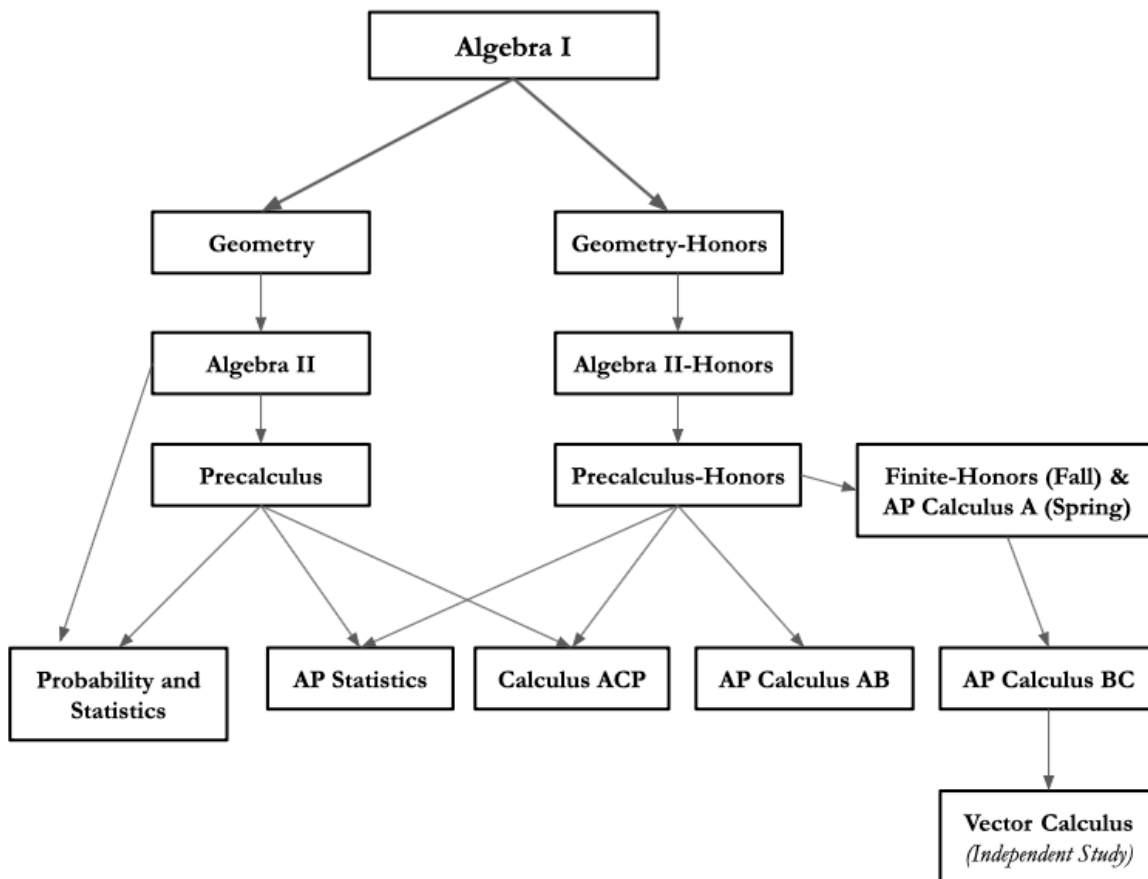 Algebra I
Geometry
Geometry-Honors
Algebra II
Algebra II-Honors
Precalculus
Precalculus-Honors
Finite-Honors (Fall) &
AP Calculus A (Spring)
Probability and
Statistics
AP Statistics
Calculus ACP
AP Calculus AB
AP Calculus BC
Vector Calculus
(Independent Study)